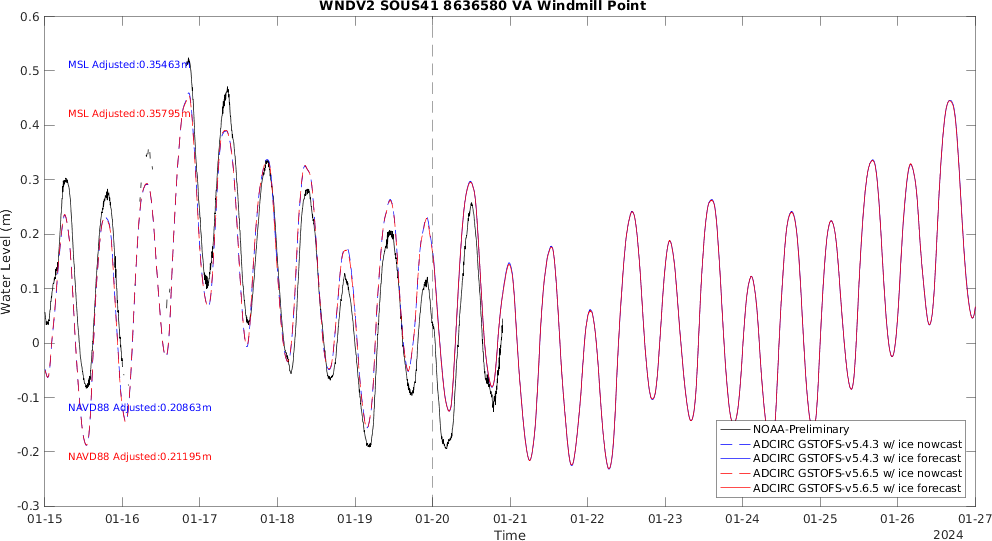 WNDV2 SOUS41 8636580 VA Windmill Point
0.6
0.5
0.4
0.3
0.2
0.1
0
-0.1
-0.2
-0.3
Water Level (m)
MSL Adjusted:0.35463m
MSL Adjusted:0.35795m
NAVD88 Adjusted:0.20863m
NAVD88 Adjusted:0.21195m
NOAA-Preliminary
ADCIRC GSTOFS-v5.4.3 w/ ice nowcast
ADCIRC GSTOFS-v5.4.3 w/ ice forecast
ADCIRC GSTOFS-v5.6.5 w/ ice nowcast
ADCIRC GSTOFS-v5.6.5 w/ ice forecast
01-15 01-16 01-17 01-18 01-19 01-20 01-21 01-22 01-23 01-24 01-25 01-26 01-27
Time
2024